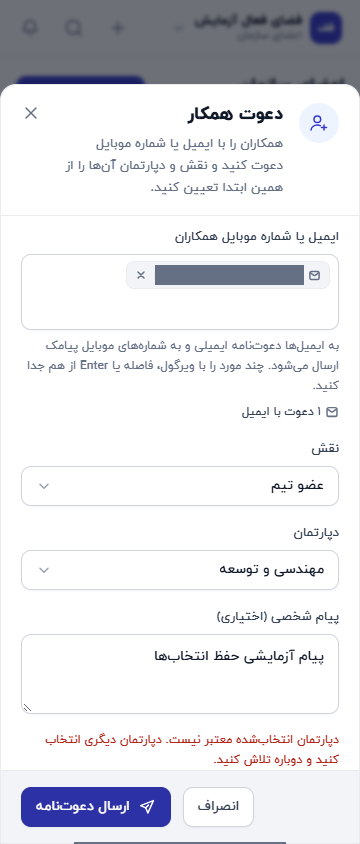 فضای فعال آزمایش
اعضای سازمان
دعوت همکار
همکاران را با ایمیل یا شماره موبایل
دعوت کنید و نقش و دپارتمان آن‌ها را از
همین ابتدا تعیین کنید.
ایمیل یا شماره موبایل همکاران
به ایمیل‌ها دعوت‌نامه ایمیلی و به شماره‌های موبایل پیامک
ارسال می‌شود. چند مورد را با ویرگول، فاصله یا Enter از هم جدا
کنید.
۱ دعوت با ایمیل
نقش
عضو تیم
دپارتمان
مهندسی و توسعه
پیام شخصی (اختیاری)
پیام آزمایشی حفظ انتخاب‌ها
دپارتمان انتخاب‌شده معتبر نیست. دپارتمان دیگری انتخاب
کنید و دوباره تلاش کنید.
انصراف
ارسال دعوت‌نامه